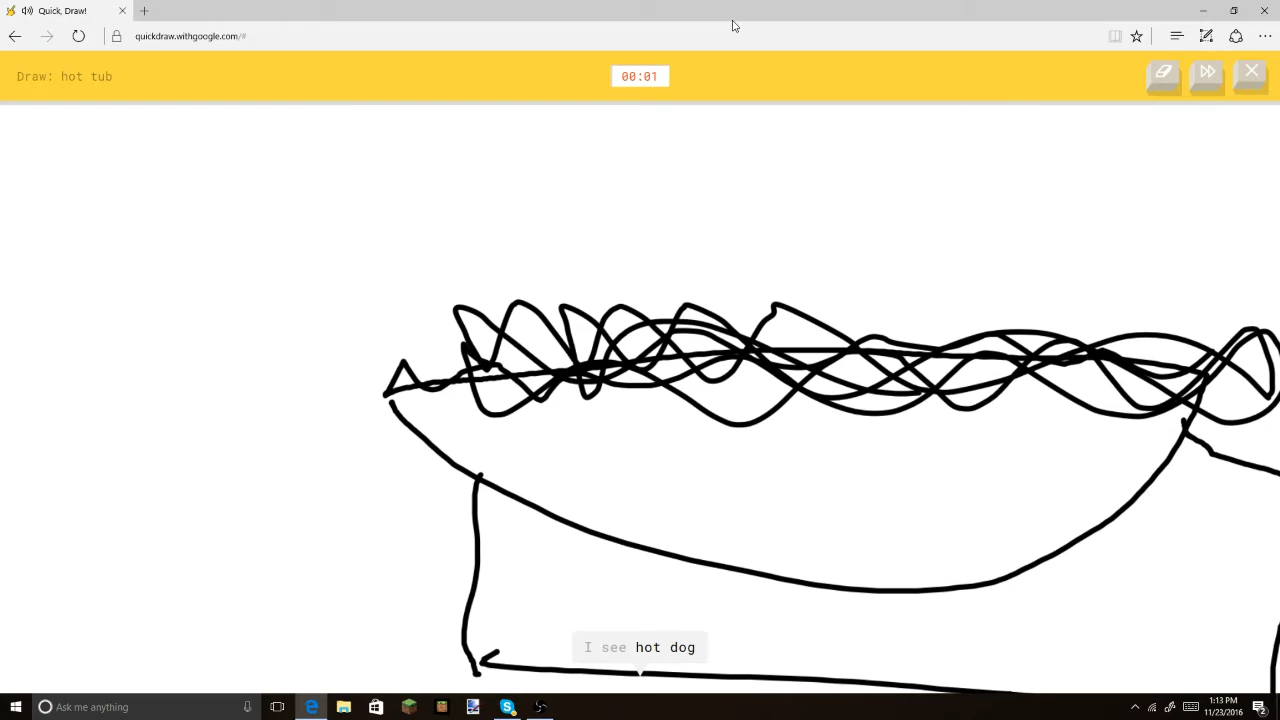 Quick, Draw!
quickdraw.withgoogle.com/#
Draw: hot tub
00:01
I see hot dog
Ask me anything
1:13 PM
11/23/2016
2